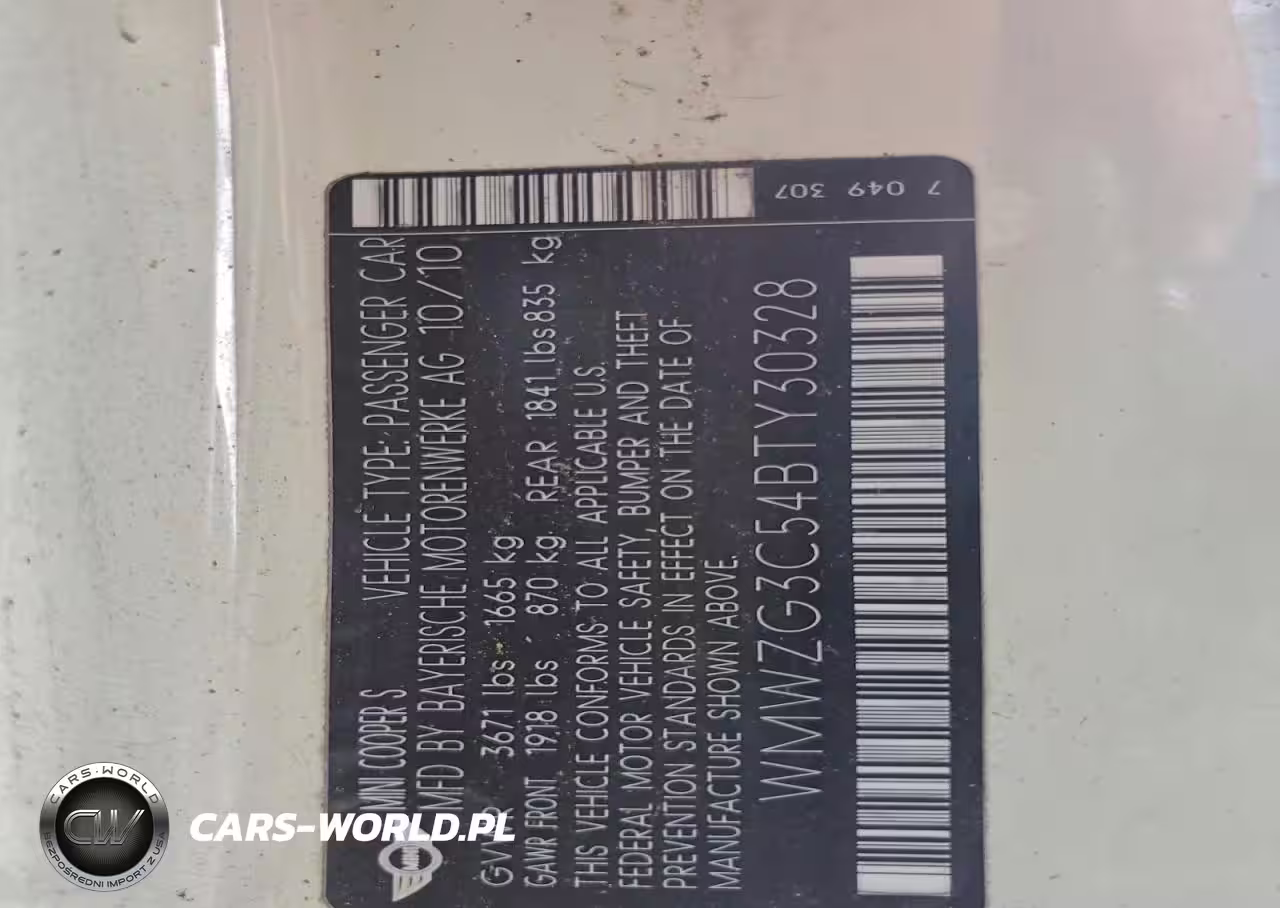 7 049 307
MINI COOPER S VEHICLE TYPE: PASSENGER CAR
MFD BY BAYERISCHE MOTORENWERKE AG 10/10
GVWR 3671 lbs 1665 kg
GAWR FRONT 1918 lbs 870 kg. REAR 1841 lbs 835 kg
THIS VEHICLE CONFORMS TO ALL APPLICABLE U.S.
FEDERAL MOTOR VEHICLE SAFETY, BUMPER AND THEFT
PREVENTION STANDARDS IN EFFECT ON THE DATE OF
MANUFACTURE SHOWN ABOVE.
WMWZG3C54BTY30328
CARS-WORLD
CW
BEZPOŚREDNI IMPORT Z USA
CARS-WORLD.PL